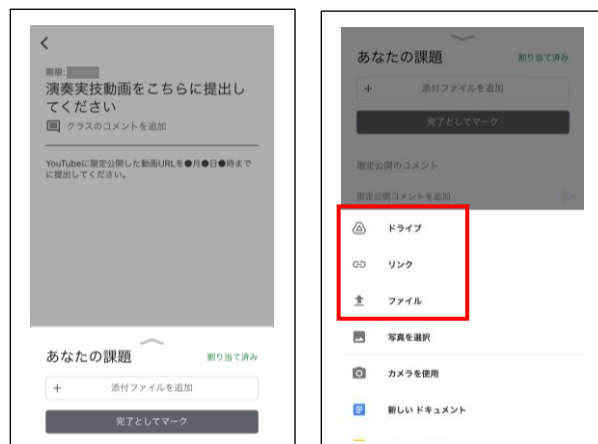 期限:
演奏実技動画をこちらに提出し
てください
クラスのコメントを追加
YouTubeに限定公開した動画URLを●月●日●時まで
に提出してください。
あなたの課題
割り当て済み
+ 添付ファイルを追加
完了としてマーク
あなたの課題
割り当て済み
+ 添付ファイルを追加
完了としてマーク
限定公開のコメント
限定公開コメントを追加
ドライブ
リンク
ファイル
写真を選択
カメラを使用
新しい ドキュメント